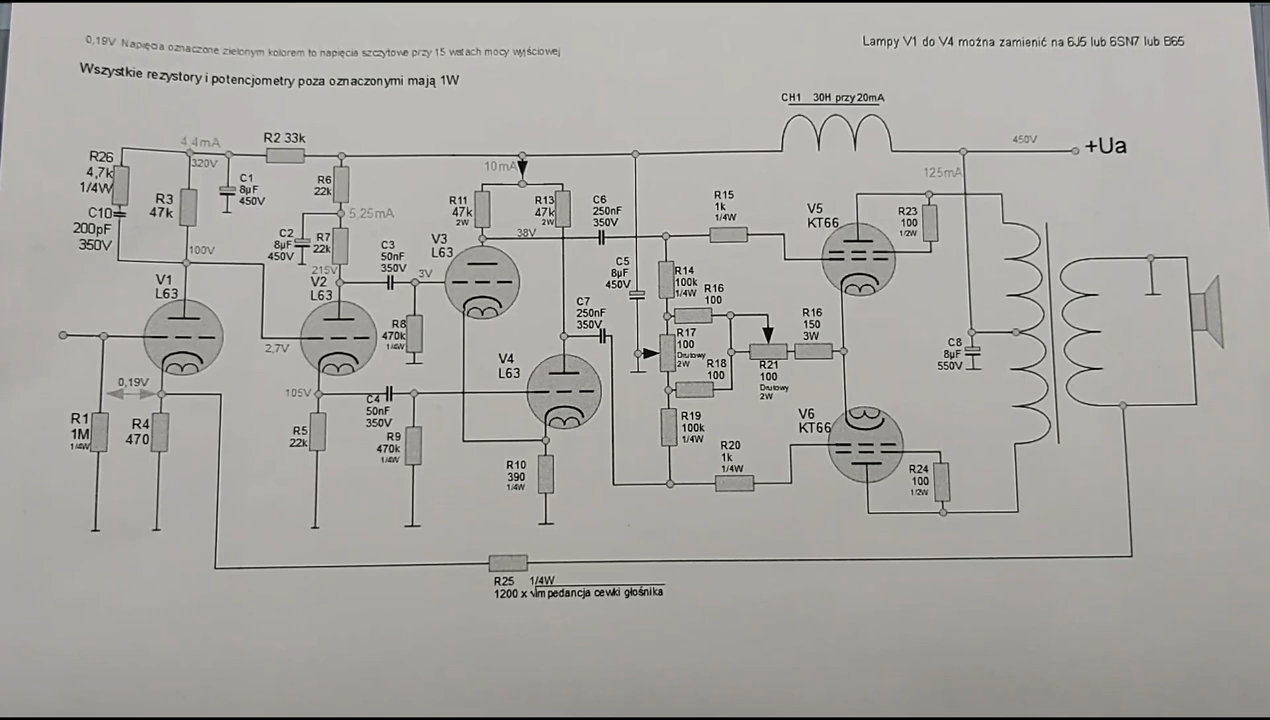 0,19V Napięcia oznaczone zielonym kolorem to napięcia szczytowe przy 15 watach mocy wyjściowej
Lampy V1 do V4 można zamienić na 6J5 lub 6SN7 lub B65
Wszystkie rezystory i potencjometry poza oznaczonymi mają 1W
CH1 30H przy 20mA
450V
+Ua
4,4mA
R2 33k
320V
10mA
125mA
R26
4,7k
1/4W
C10
200pF
350V
R3
47k
C1
8µF
450V
R6
22k
5,25mA
C2
8µF
450V
R7
22k
215V
100V
V1
L63
V2
L63
C3
50nF
350V
3V
V3
L63
R11
47k
2W
R13
47k
2W
38V
C6
250nF
350V
C5
8µF
450V
C7
250nF
350V
R15
1k
1/4W
V5
KT66
R23
100
1/2W
R14
100k
1/4W
R16
100
R17
100
Drutowy
2W
R18
100
R21
100
Drutowy
2W
R16
150
3W
C8
8µF
550V
2,7V
R8
470k
1/4W
V4
L63
0,19V
R1
1M
1/4W
R4
470
105V
R5
22k
C4
50nF
350V
R9
470k
1/4W
R10
390
1/4W
R19
100k
1/4W
R20
1k
1/4W
V6
KT66
R24
100
1/2W
R25 1/4W
1200 x √impedancja cewki głośnika